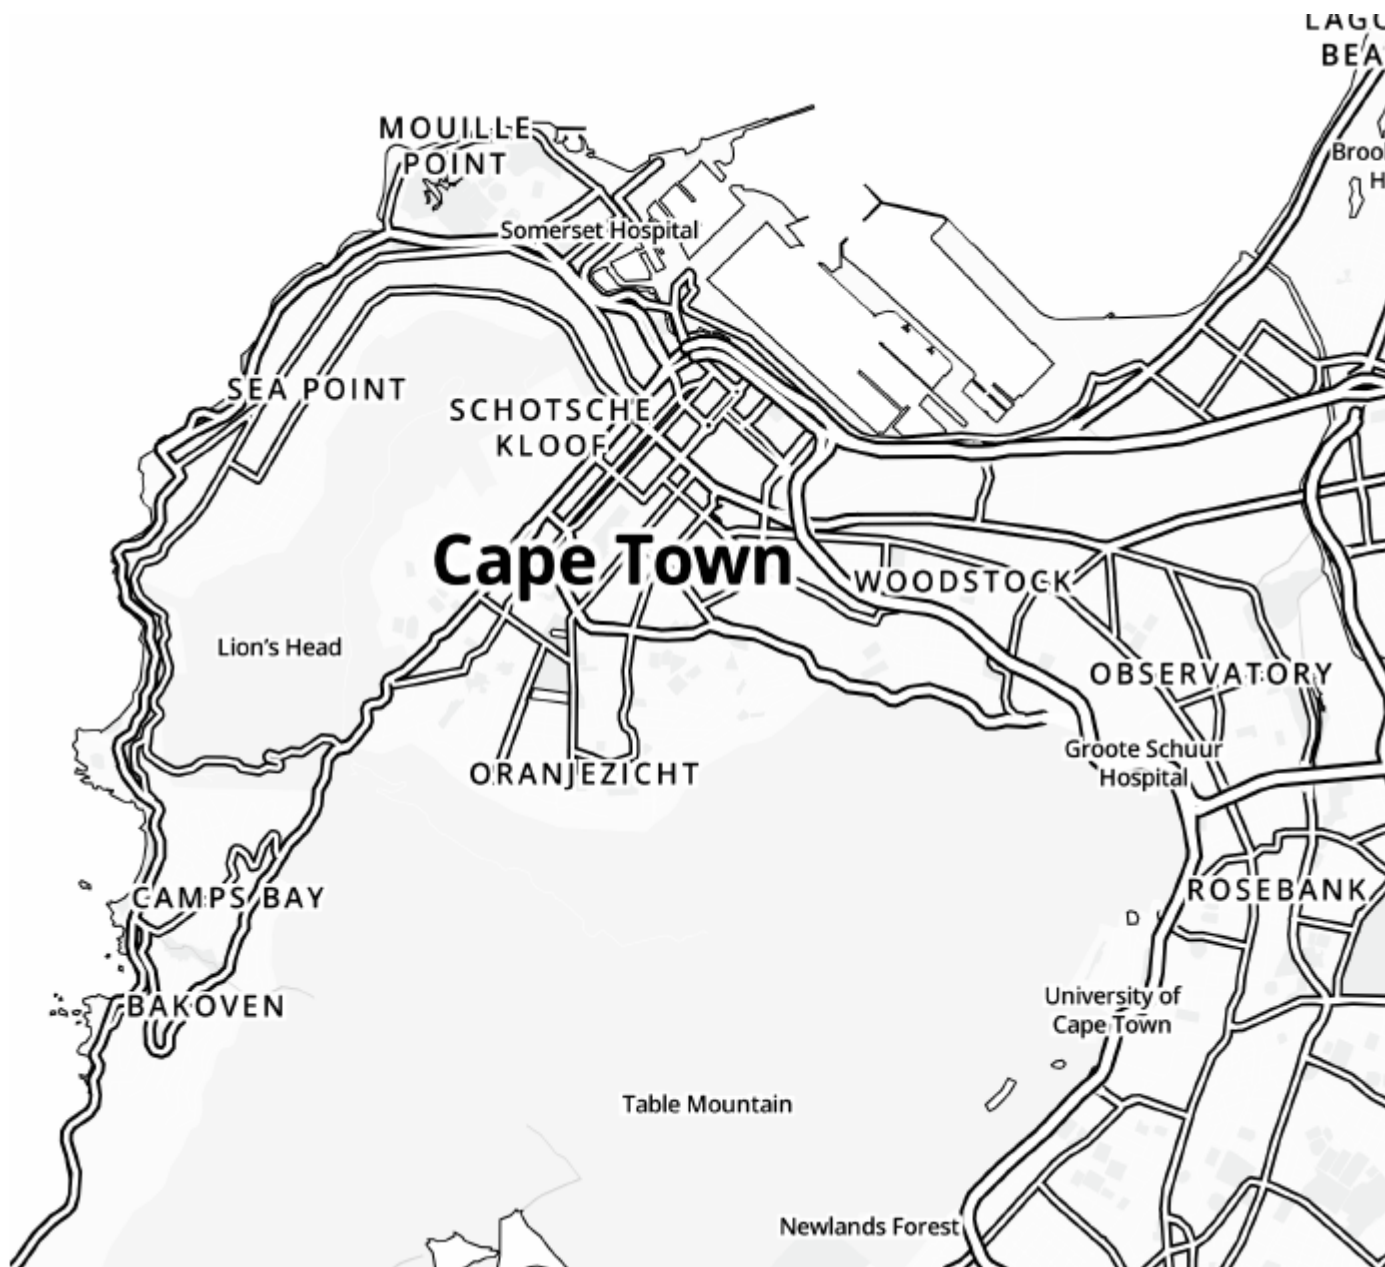 MOUILLE
POINT
Somerset Hospital
SEA POINT
SCHOTSCHE
KLOOF
Cape Town
WOODSTOCK
Lion's Head
OBSERVATORY
Groote Schuur
Hospital
ORANJEZICHT
CAMPS BAY
ROSEBANK
BAKOVEN
University of
Cape Town
Table Mountain
Newlands Forest